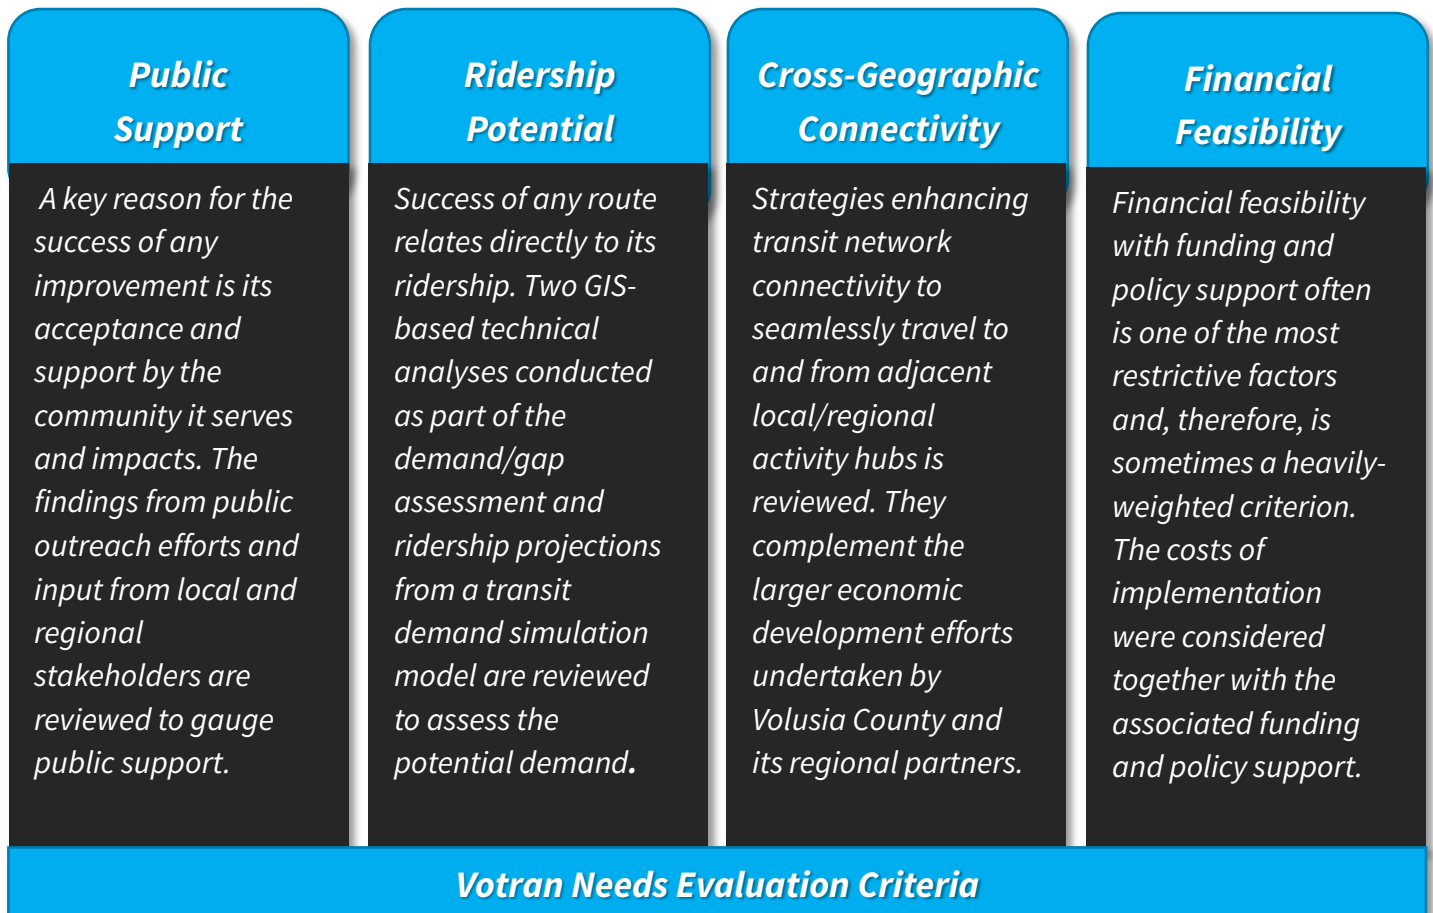 Public
Support
A key reason for the
success of any
improvement is its
acceptance and
support by the
community it serves
and impacts. The
findings from public
outreach efforts and
input from local and
regional
stakeholders are
reviewed to gauge
public support.
Ridership
Potential
Success of any route
relates directly to its
ridership. Two GIS-
based technical
analyses conducted
as part of the
demand/gap
assessment and
ridership projections
from a transit
demand simulation
model are reviewed
to assess the
potential demand.
Cross-Geographic
Connectivity
Strategies enhancing
transit network
connectivity to
seamlessly travel to
and from adjacent
local/regional
activity hubs is
reviewed. They
complement the
larger economic
development efforts
undertaken by
Volusia County and
its regional partners.
Financial
Feasibility
Financial feasibility
with funding and
policy support often
is one of the most
restrictive factors
and, therefore, is
sometimes a heavily-
weighted criterion.
The costs of
implementation
were considered
together with the
associated funding
and policy support.
Votran Needs Evaluation Criteria